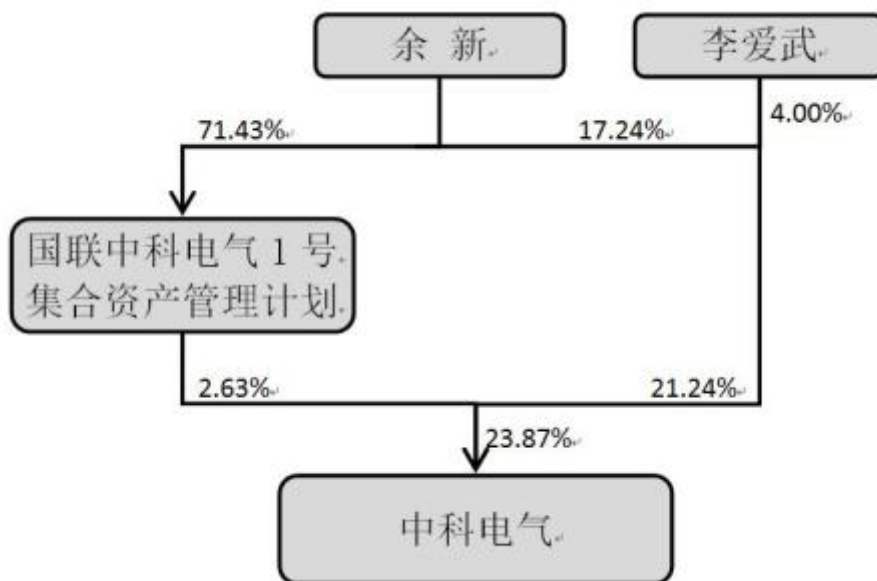 余 新
李爱武
4.00%
71.43%
17.24%
国联中科电气 1 号
集合资产管理计划
2.63%
21.24%
23.87%
中科电气